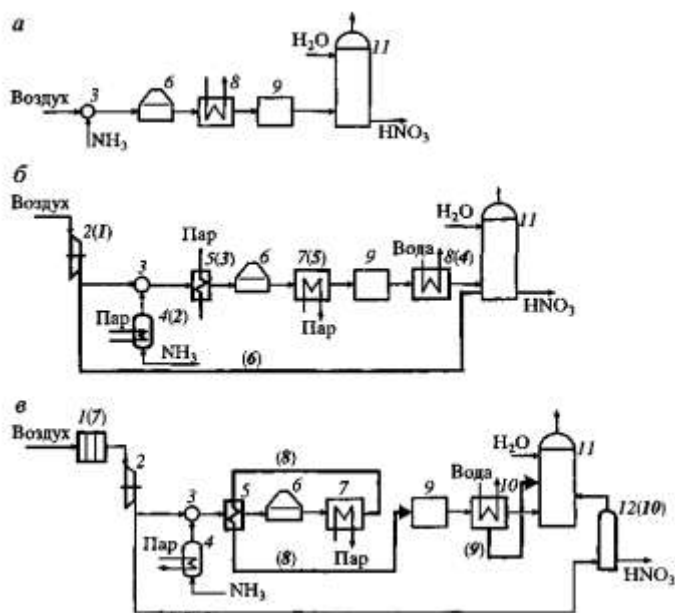 а
H₂O
11
6
8
9
3
Воздух
NH₃
HNO₃
б
Воздух
2(1)
H₂O
11
Пар
5(3)
6
7(5)
9
Вода
8(4)
3
4(2)
Пар
NH₃
Пар
(6)
HNO₃
в
1(7)
Воздух
2
H₂O
11
(8)
Вода
10
3
5
6
7
9
12(10)
4
Пар
NH₃
(8)
Пар
(9)
HNO₃